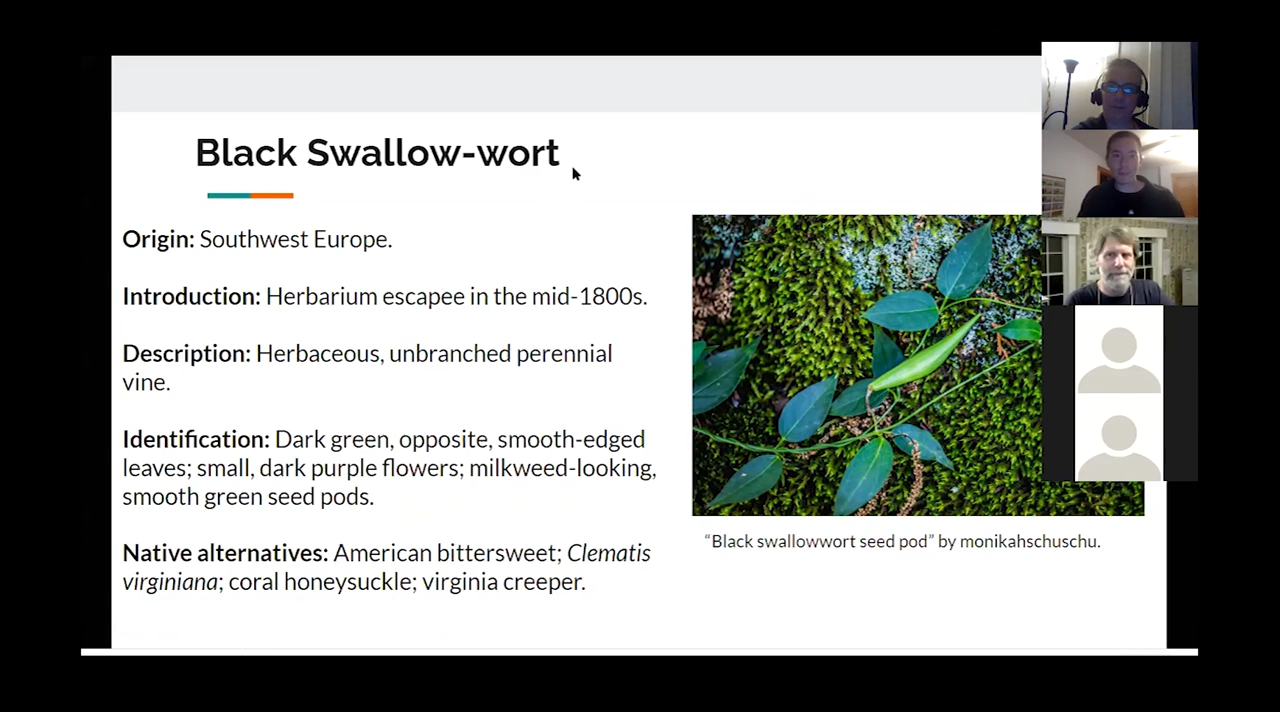 Black Swallow-wort
Origin: Southwest Europe.
Introduction: Herbarium escapee in the mid-1800s.
Description: Herbaceous, unbranched perennial
vine.
Identification: Dark green, opposite, smooth-edged
leaves; small, dark purple flowers; milkweed-looking,
smooth green seed pods.
Native alternatives: American bittersweet; Clematis
virginiana; coral honeysuckle; virginia creeper.
“Black swallowwort seed pod” by monikahschuschu.